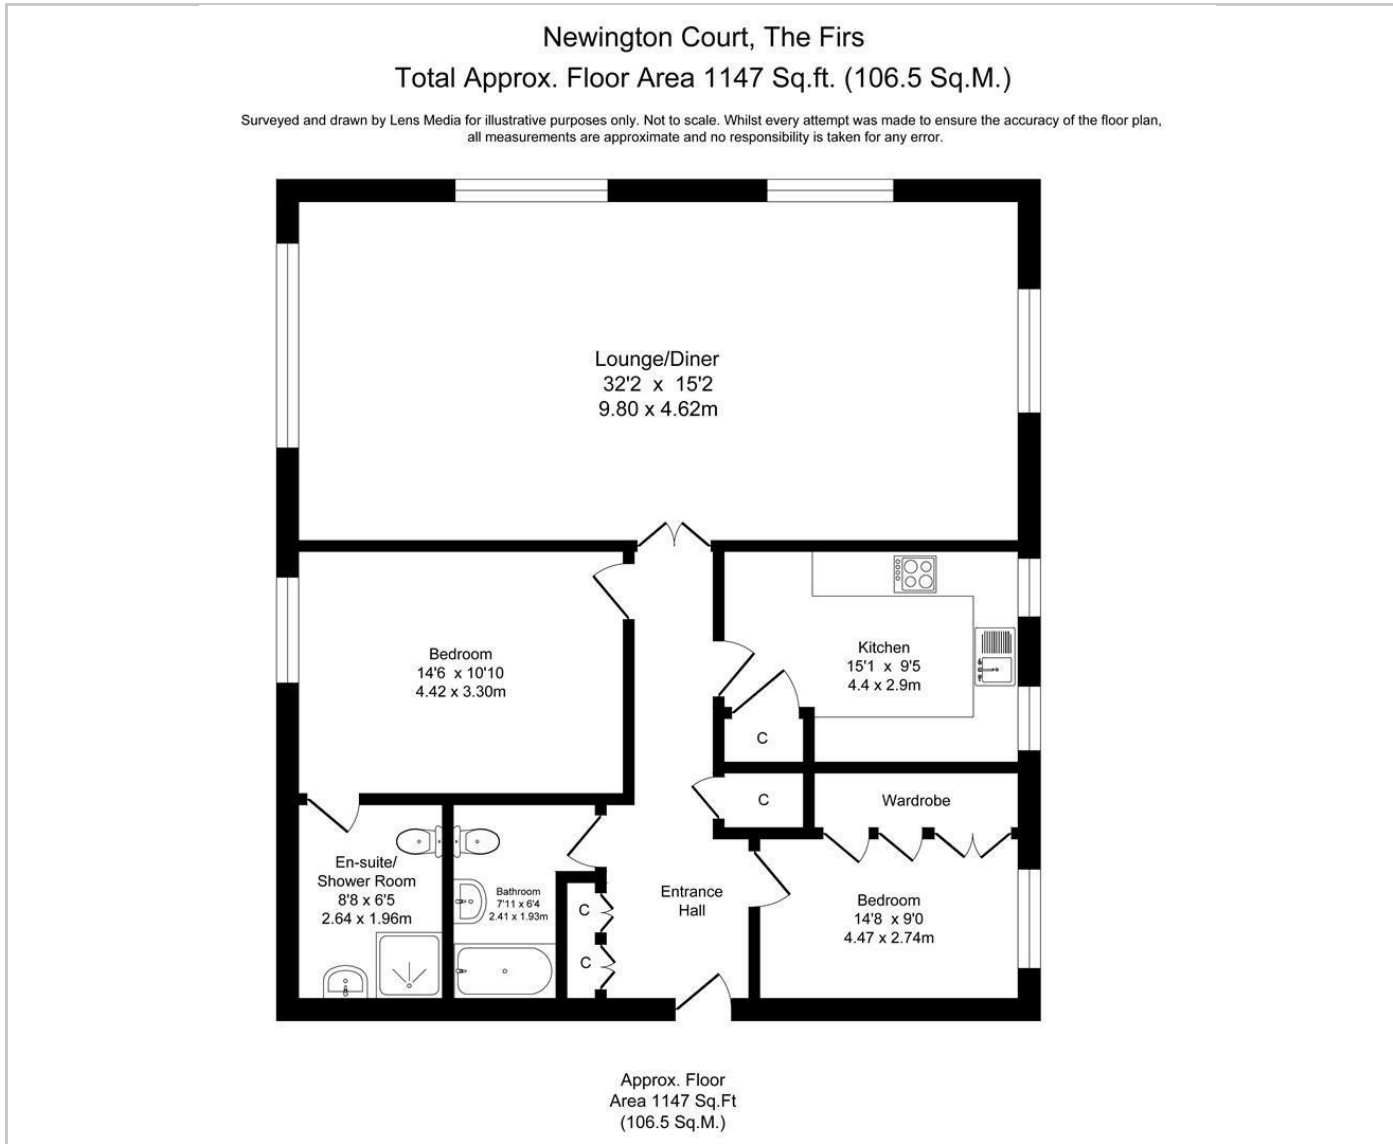 Newington Court, The Firs
Total Approx. Floor Area 1147 Sq.ft. (106.5 Sq.M.)
Surveyed and drawn by Lens Media for illustrative purposes only. Not to scale. Whilst every attempt was made to ensure the accuracy of the floor plan,
all measurements are approximate and no responsibility is taken for any error.
Lounge/Diner
32'2 x 15'2
9.80 x 4.62m
Bedroom
14'6 x 10'10
4.42 x 3.30m
Kitchen
15'1 x 9'5
4.4 x 2.9m
C
C
Wardrobe
En-suite/
Shower Room
8'8 x 6'5
2.64 x 1.96m
Bathroom
7'11 x 6'4
2.41 x 1.93m
C
C
Entrance
Hall
Bedroom
14'8 x 9'0
4.47 x 2.74m
Approx. Floor
Area 1147 Sq.Ft
(106.5 Sq.M.)